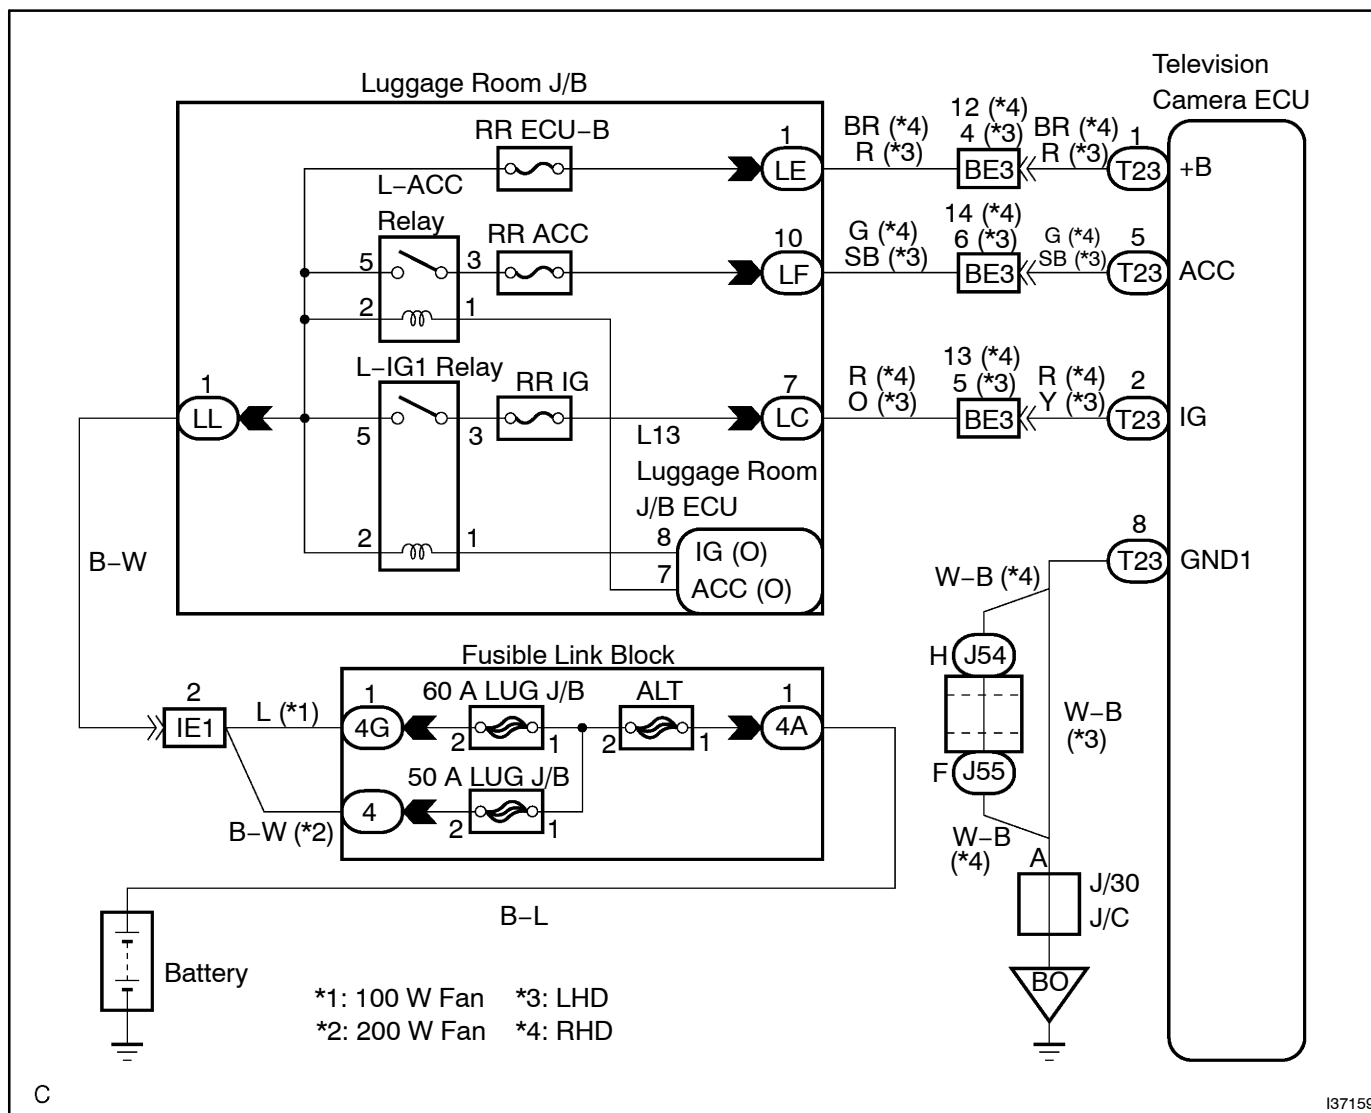 Television
Camera ECU
Luggage Room J/B
RR ECU−B
1
LE
BR (*4)
R (*3)
12 (*4)
4 (*3)
BE3
BR (*4)
R (*3)
1
T23
+B
L−ACC
Relay
5
3
2
1
RR ACC
10
LF
G (*4)
SB (*3)
14 (*4)
6 (*3)
BE3
G (*4)
SB (*3)
5
T23
ACC
L−IG1 Relay
1
LL
5
3
2
1
RR IG
7
LC
R (*4)
O (*3)
13 (*4)
5 (*3)
BE3
R (*4)
Y (*3)
2
T23
IG
L13
Luggage Room
J/B ECU
8
IG (O)
7
ACC (O)
B−W
8
T23
GND1
W−B (*4)
H
J54
F
J55
W−B
(*3)
W−B
(*4)
A
J/30
J/C
BO
Fusible Link Block
2
IE1
L (*1)
1
4G
60 A LUG J/B
2
1
ALT
2
1
1
4A
B−W (*2)
4
50 A LUG J/B
2
1
B−L
Battery
*1: 100 W Fan
*3: LHD
*2: 200 W Fan
*4: RHD
C
I37159